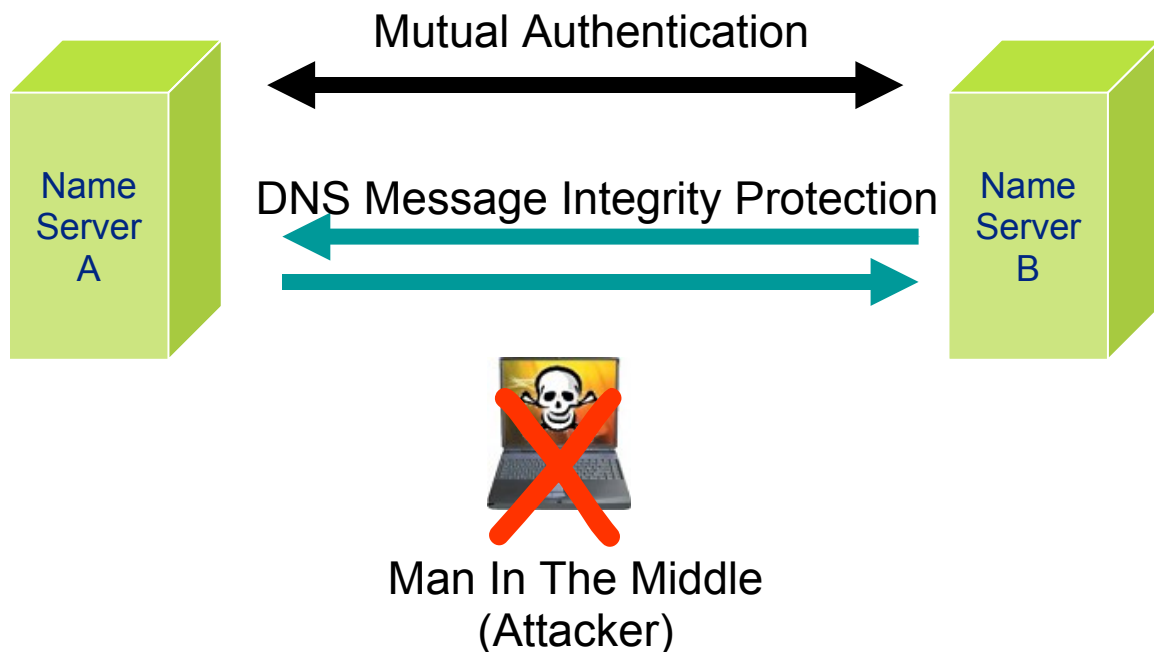 Mutual Authentication
Name
Server
A
DNS Message Integrity Protection
Name
Server
B
Man In The Middle
(Attacker)